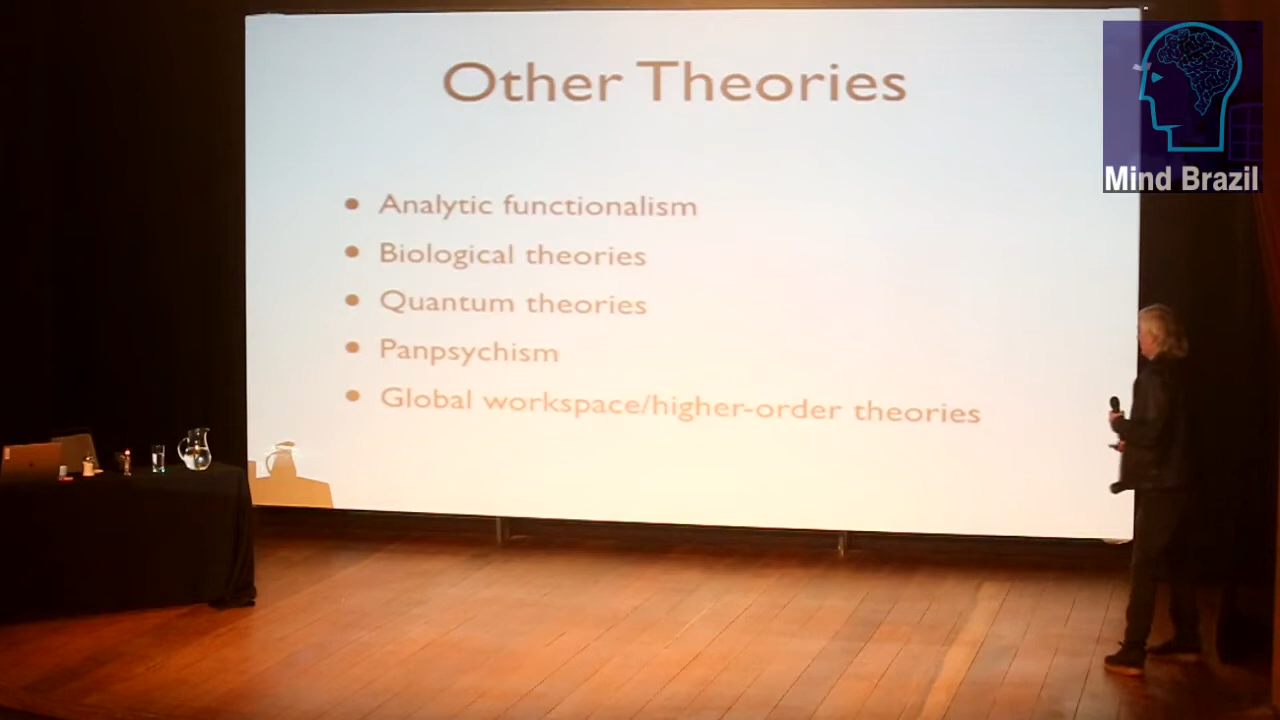 Other Theories
Mind Brazil
• Analytic functionalism
• Biological theories
• Quantum theories
• Panpsychism
• Global workspace/higher-order theories